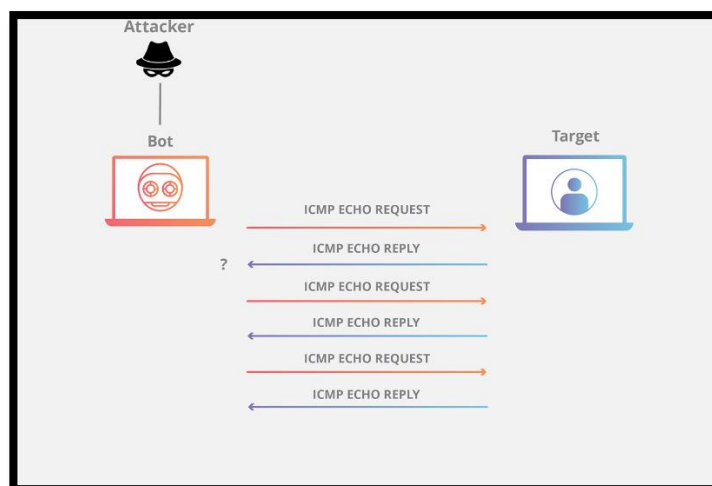 Attacker
Bot
Target
ICMP ECHO REQUEST
ICMP ECHO REPLY
?
ICMP ECHO REQUEST
ICMP ECHO REPLY
ICMP ECHO REQUEST
ICMP ECHO REPLY